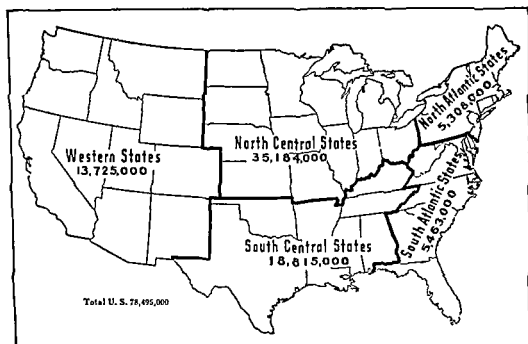 North Atlantic States
5,308,000
Western States
13,725,000
North Central States
35,184,000
South Atlantic States
5,463,000
South Central States
18,815,000
Total U. S. 78,495,000